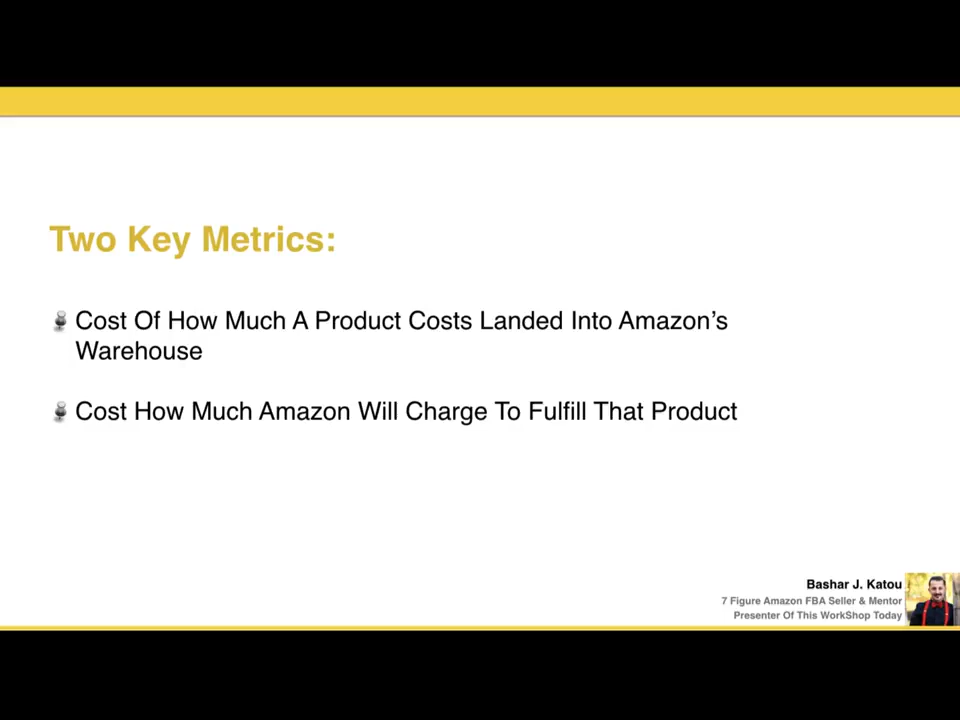 Two Key Metrics:
Cost Of How Much A Product Costs Landed Into Amazon’s
Warehouse
Cost How Much Amazon Will Charge To Fulfill That Product
Bashar J. Katou
7 Figure Amazon FBA Seller & Mentor
Presenter Of This WorkShop Today